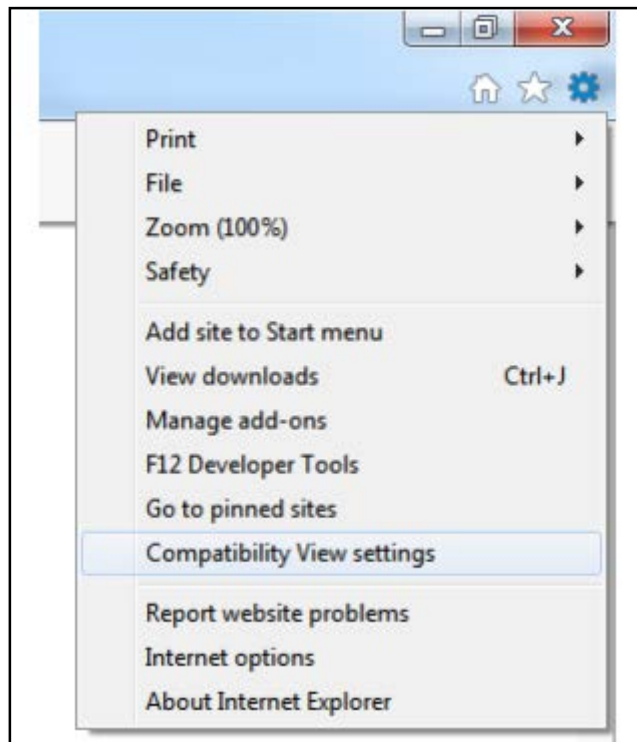 Print
File
Zoom (100%)
Safety
Add site to Start menu
View downloads Ctrl+J
Manage add-ons
F12 Developer Tools
Go to pinned sites
Compatibility View settings
Report website problems
Internet options
About Internet Explorer